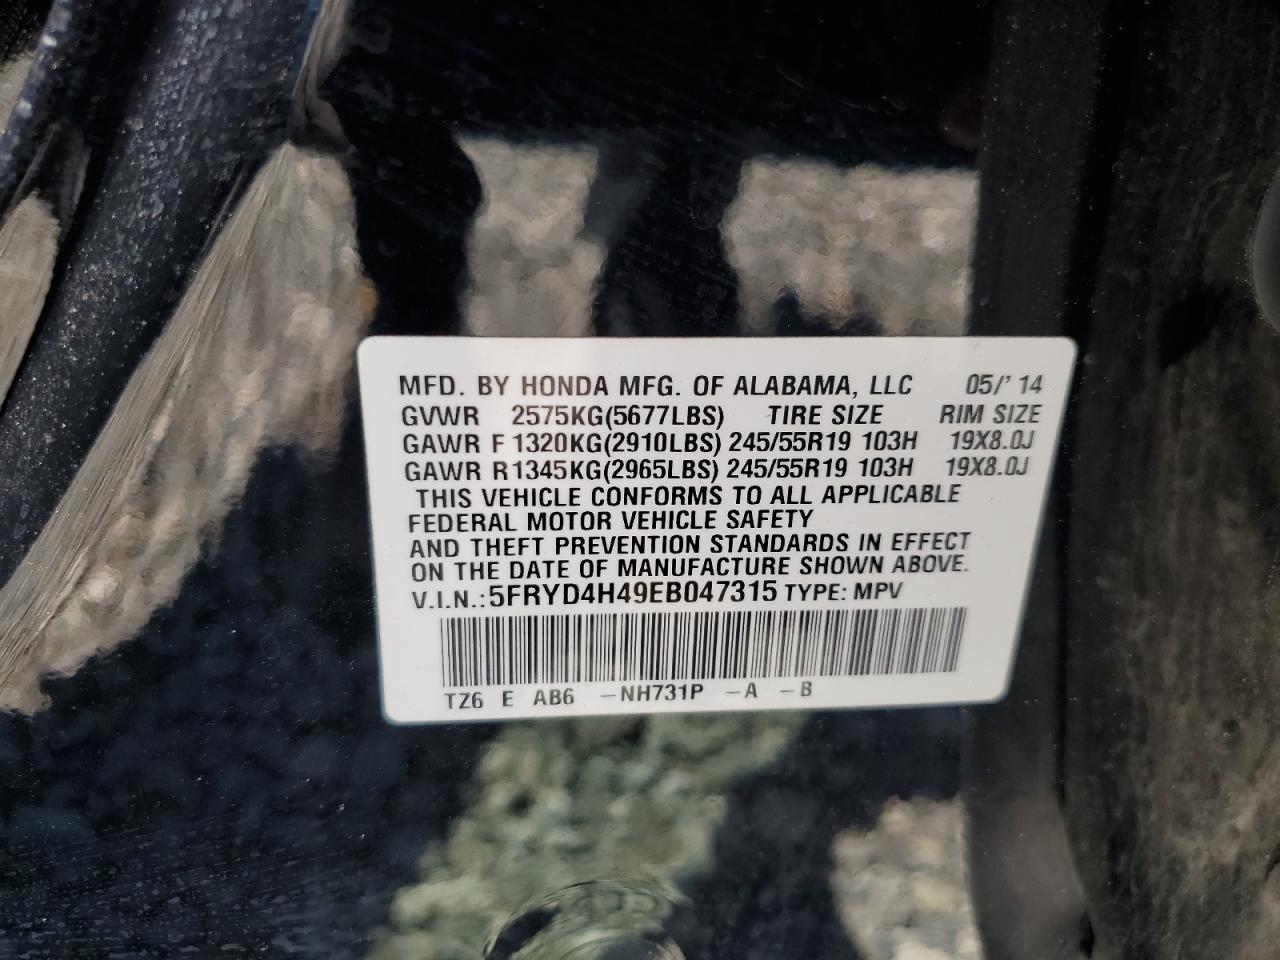 MFD. BY HONDA MFG. OF ALABAMA, LLC 05/'14
GVWR 2575KG(5677LBS) TIRE SIZE RIM SIZE
GAWR F 1320KG(2910LBS) 245/55R19 103H 19X8.0J
GAWR R 1345KG(2965LBS) 245/55R19 103H 19X8.0J
THIS VEHICLE CONFORMS TO ALL APPLICABLE
FEDERAL MOTOR VEHICLE SAFETY
AND THEFT PREVENTION STANDARDS IN EFFECT
ON THE DATE OF MANUFACTURE SHOWN ABOVE.
V.I.N.:5FRYD4H49EB047315 TYPE: MPV
TZ6 E AB6 -NH731P -A -B